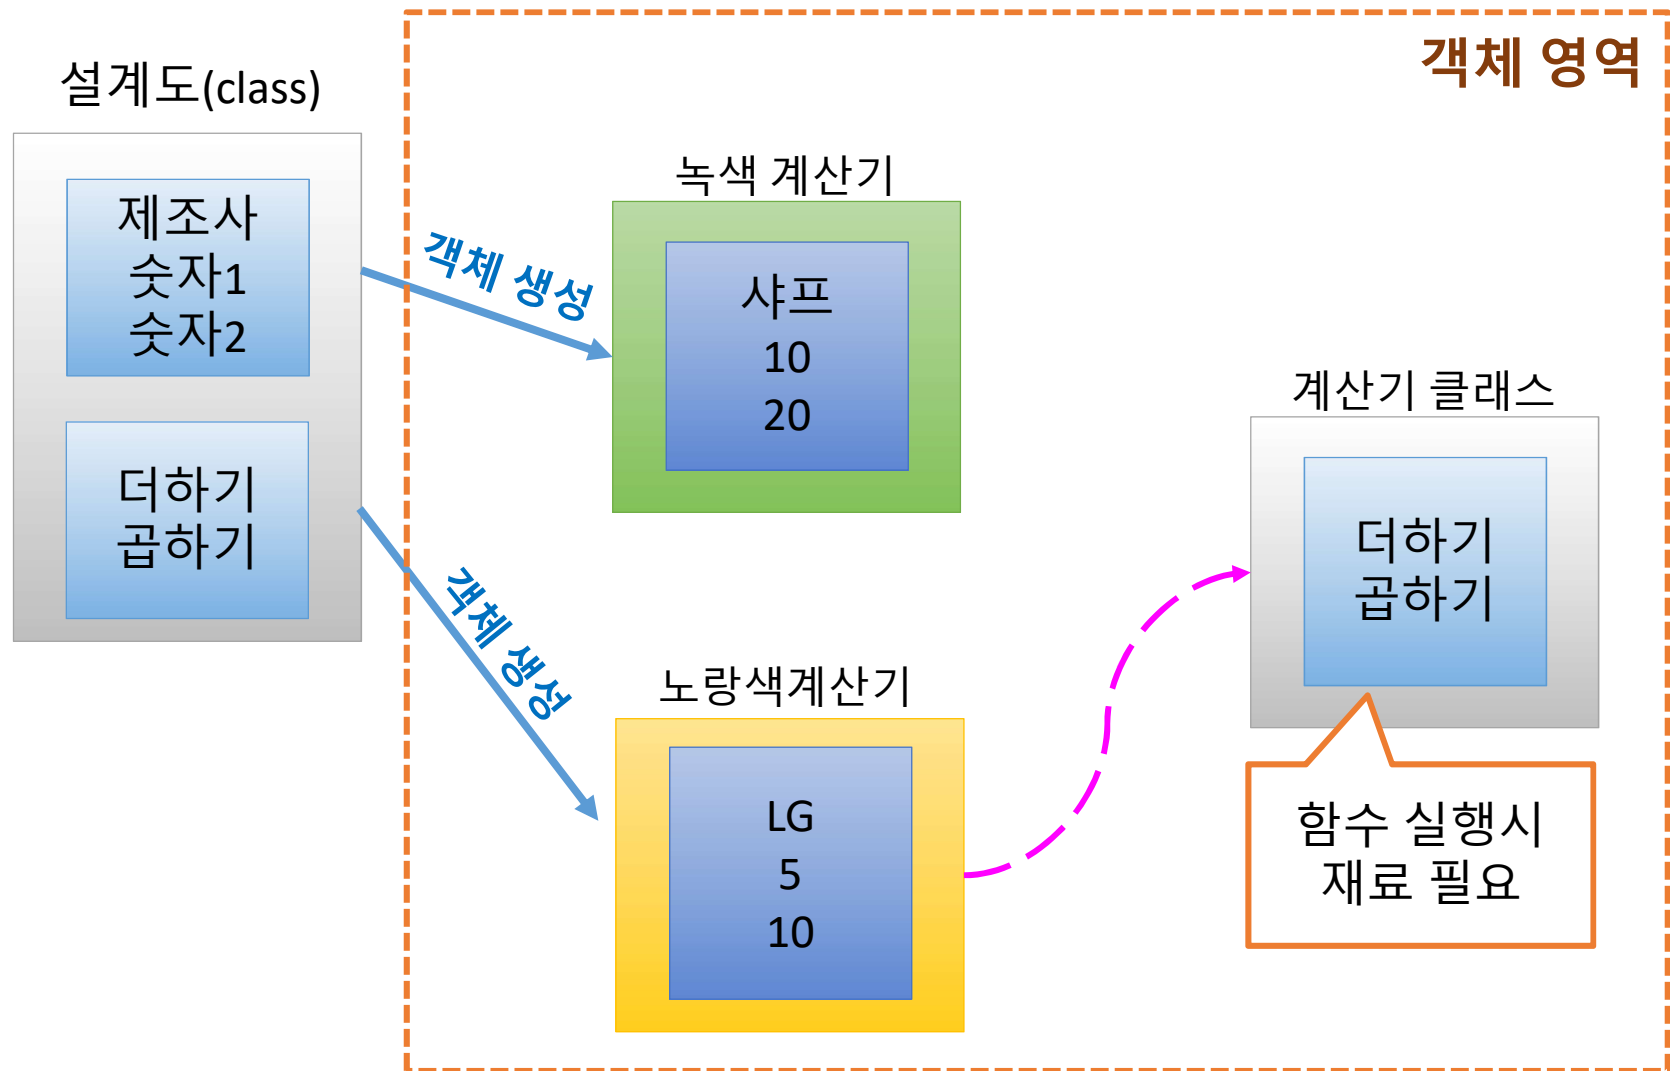 객체 영역
설계도(class)
제조사
숫자1
숫자2
더하기
곱하기
객체 생성
객체 생성
녹색 계산기
샤프
10
20
노랑색계산기
LG
5
10
계산기 클래스
더하기
곱하기
함수 실행시
재료 필요